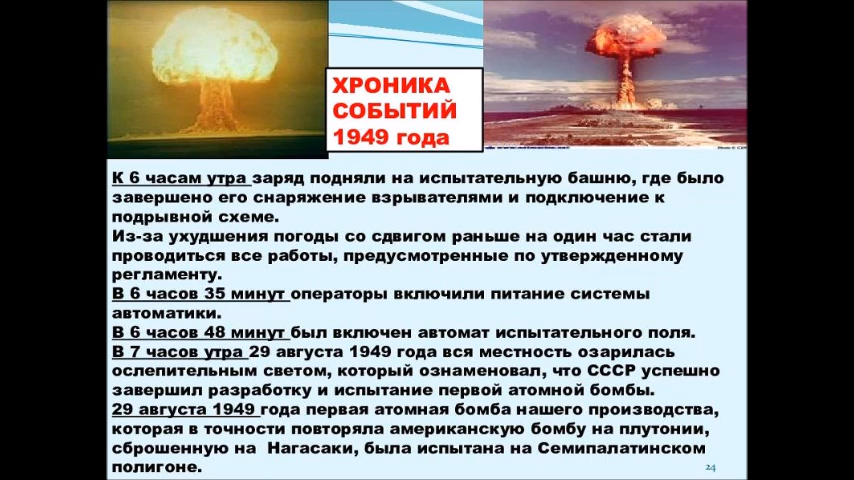 ХРОНИКА
СОБЫТИЙ
1949 года
К 6 часам утра заряд подняли на испытательную башню, где было
завершено его снаряжение взрывателями и подключение к
подрывной схеме.
Из-за ухудшения погоды со сдвигом раньше на один час стали
проводиться все работы, предусмотренные по утвержденному
регламенту.
В 6 часов 35 минут операторы включили питание системы
автоматики.
В 6 часов 48 минут был включен автомат испытательного поля.
В 7 часов утра 29 августа 1949 года вся местность озарилась
ослепительным светом, который ознаменовал, что СССР успешно
завершил разработку и испытание первой атомной бомбы.
29 августа 1949 года первая атомная бомба нашего производства,
которая в точности повторяла американскую бомбу на плутонии,
сброшенную на  Нагасаки, была испытана на Семипалатинском
полигоне.
24